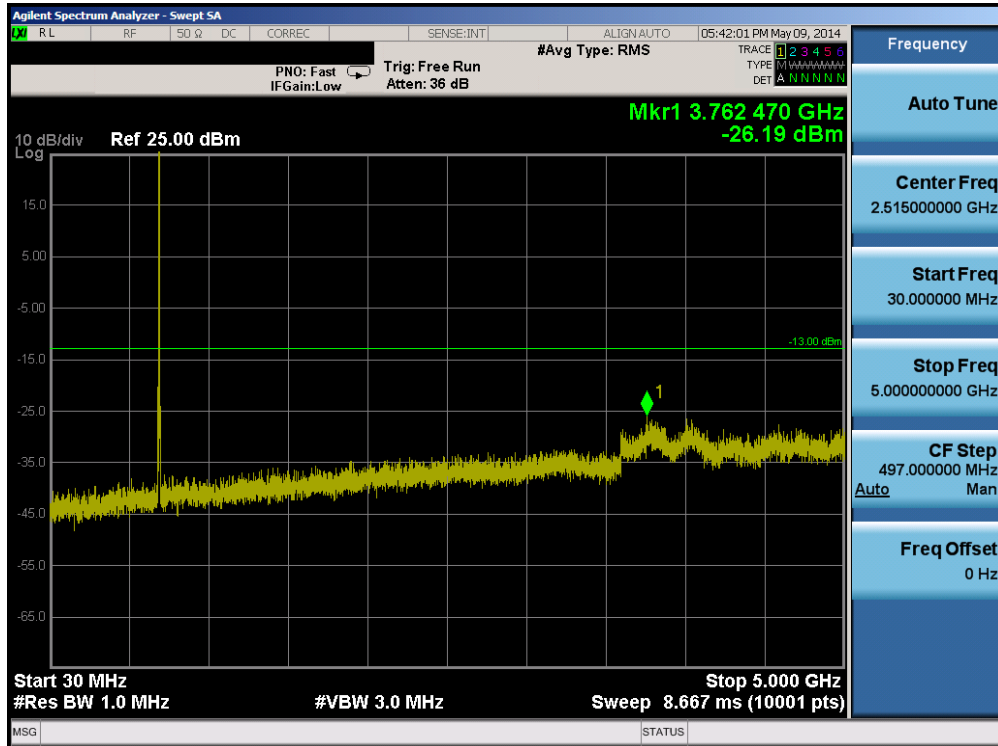 Agilent Spectrum Analyzer - Swept SA
LXI RL RF 50 Ω DC CORREC SENSE:INT ALIGN AUTO 05:42:01 PM May 09, 2014
Frequency
#Avg Type: RMS
TRACE 1 2 3 4 5 6
PNO: Fast Trig: Free Run
TYPE M
IFGain:Low Atten: 36 dB
DET A N N N N N
Auto Tune
Mkr1 3.762 470 GHz
-26.19 dBm
10 dB/div Ref 25.00 dBm
Log
Center Freq
2.515000000 GHz
15.0
5.00
Start Freq
30.000000 MHz
-5.00
-13.00 dBm
-15.0
Stop Freq
5.000000000 GHz
1
-25.0
CF Step
497.000000 MHz
Auto Man
-35.0
-45.0
Freq Offset
0 Hz
-55.0
-65.0
Start 30 MHz Stop 5.000 GHz
#Res BW 1.0 MHz #VBW 3.0 MHz Sweep 8.667 ms (10001 pts)
MSG STATUS